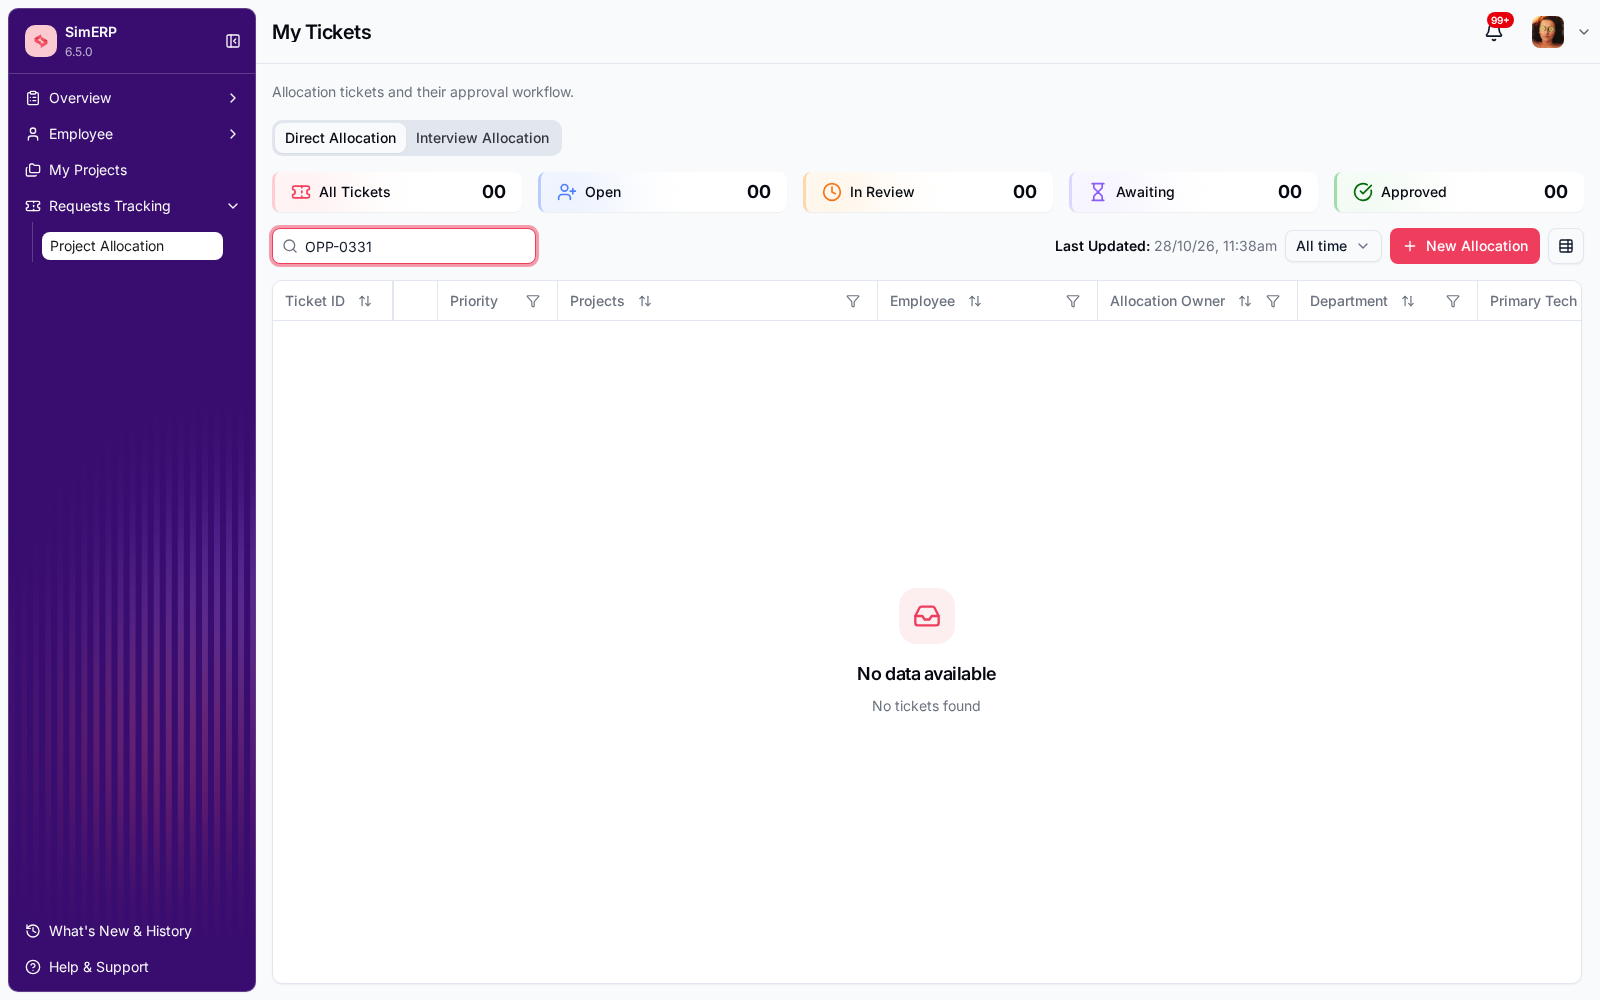 SimERP
6.5.0
Overview
Employee
My Projects
Requests Tracking
Project Allocation
What's New & History
Help & Support
My Tickets
99+
Allocation tickets and their approval workflow.
Direct Allocation Interview Allocation
All Tickets 00 Open 00 In Review 00 Awaiting 00 Approved 00
OPP-0331 Last Updated: 28/10/26, 11:38am All time New Allocation
Ticket ID Priority Projects Employee Allocation Owner Department Primary Tech
No data available
No tickets found